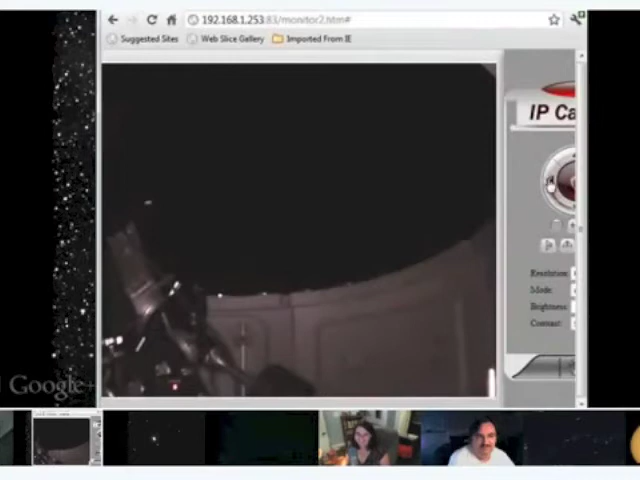 192.168.1.253:83/monitor2.htm#
Suggested Sites
Web Slice Gallery
Imported From IE
IP Ca
Resolution
Mode:
Brightness
Contrast:
Google+